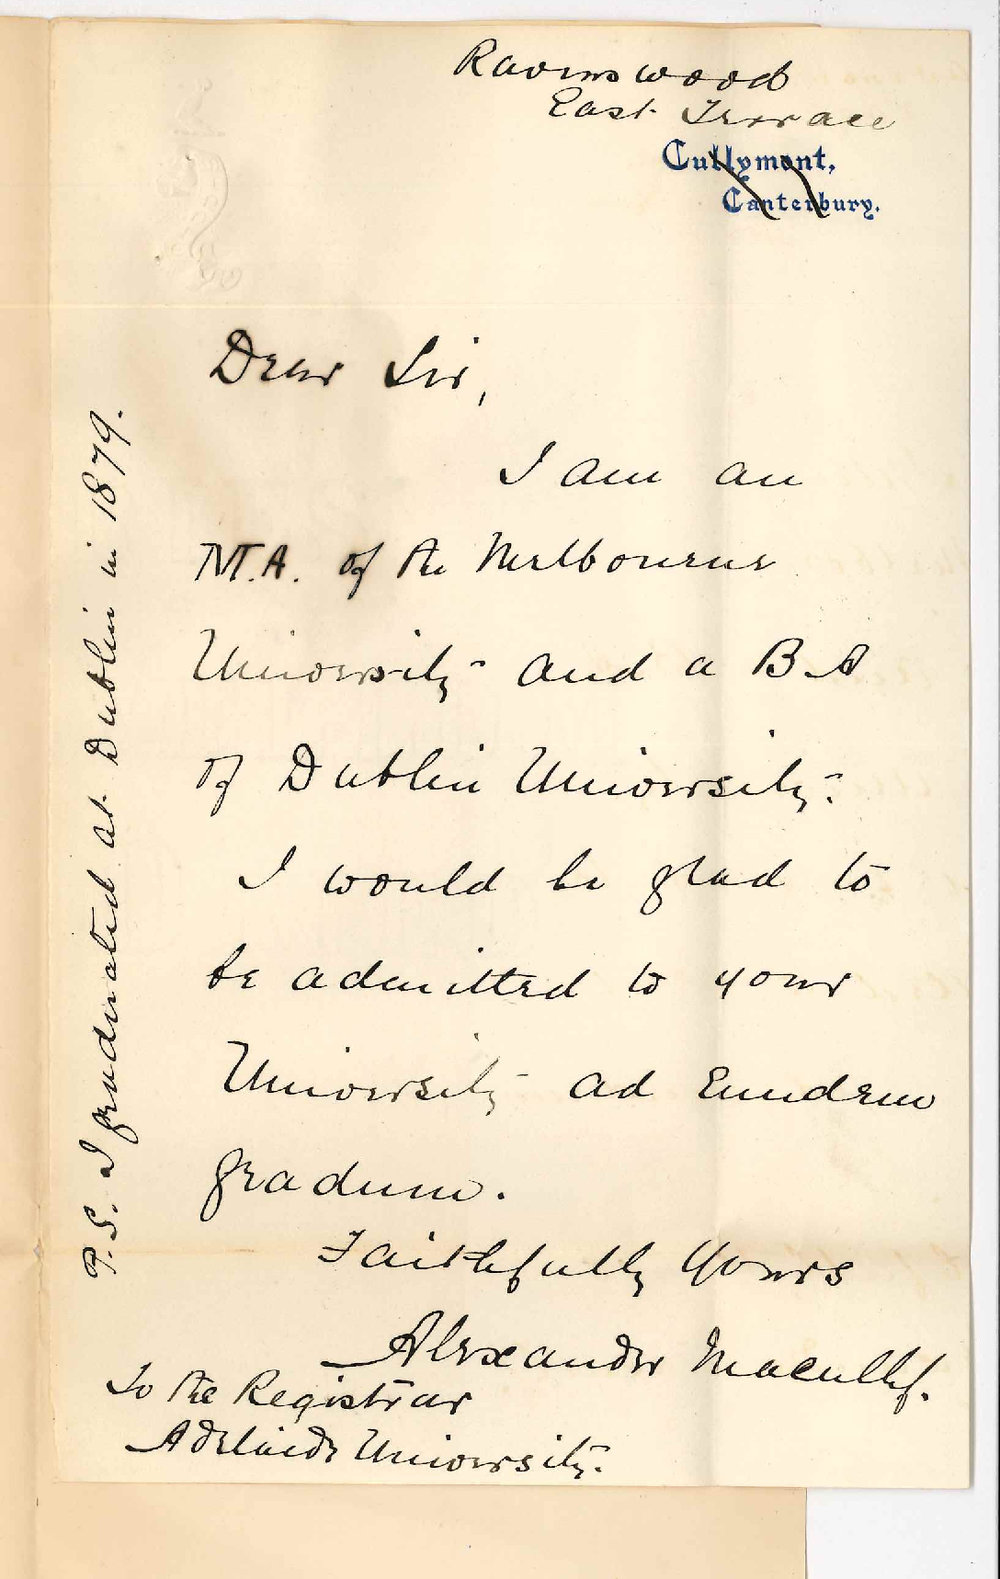 Ravenswood
East Terrace
Cullymont,
Canterbury.
Dear Sir,
I am an
M.A. of the Melbourne
University and a B A
of Dublin University.
I would be glad to
be admitted to your
University ad Eundem
gradum.
Faithfully Yours
Alexander Macully.
To the Registrar
Adelaide University.
P.S. I graduated at Dublin in 1879.